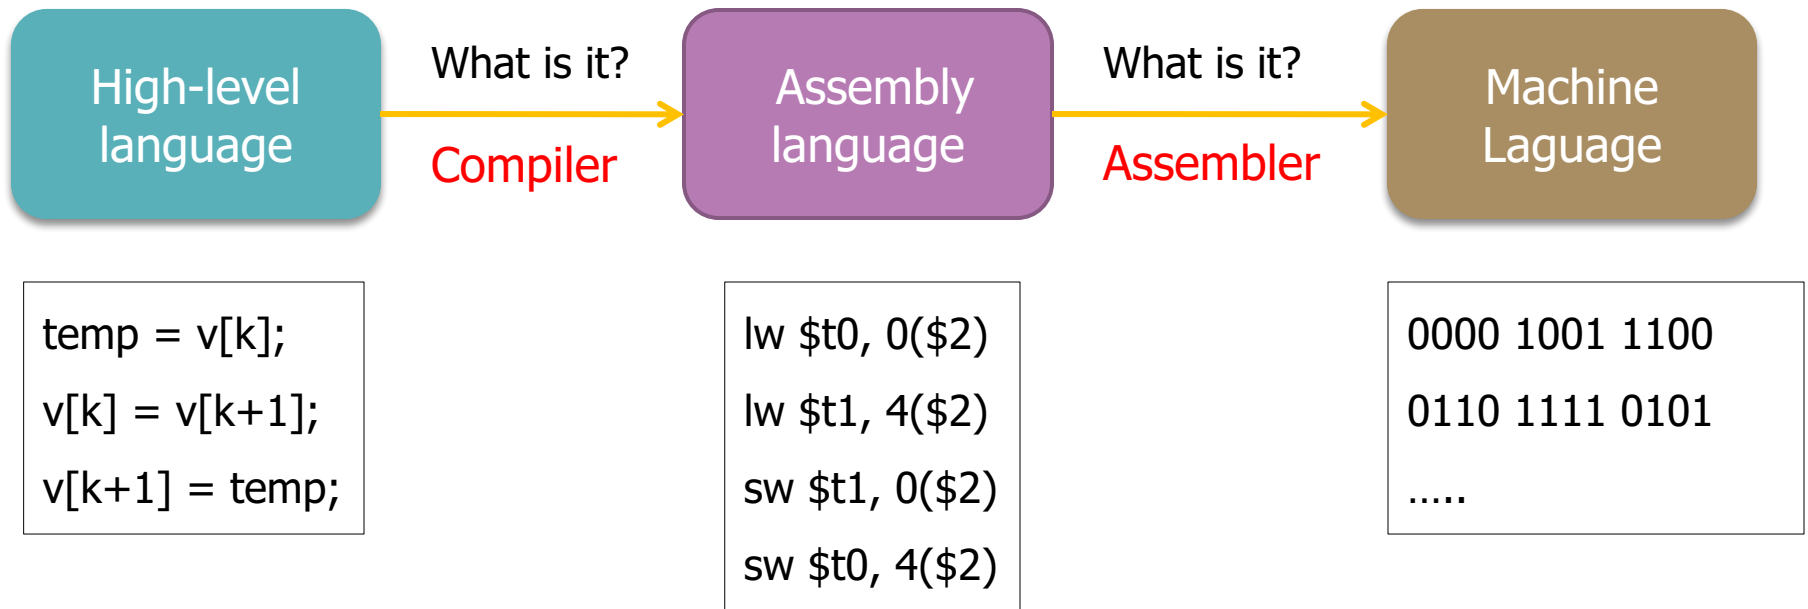 High-level
language
What is it?
Compiler
Assembly
language
What is it?
Assembler
Machine
Laguage
temp = v[k];
v[k] = v[k+1];
v[k+1] = temp;
lw $t0, 0($2)
lw $t1, 4($2)
sw $t1, 0($2)
sw $t0, 4($2)
0000 1001 1100
0110 1111 0101
…..